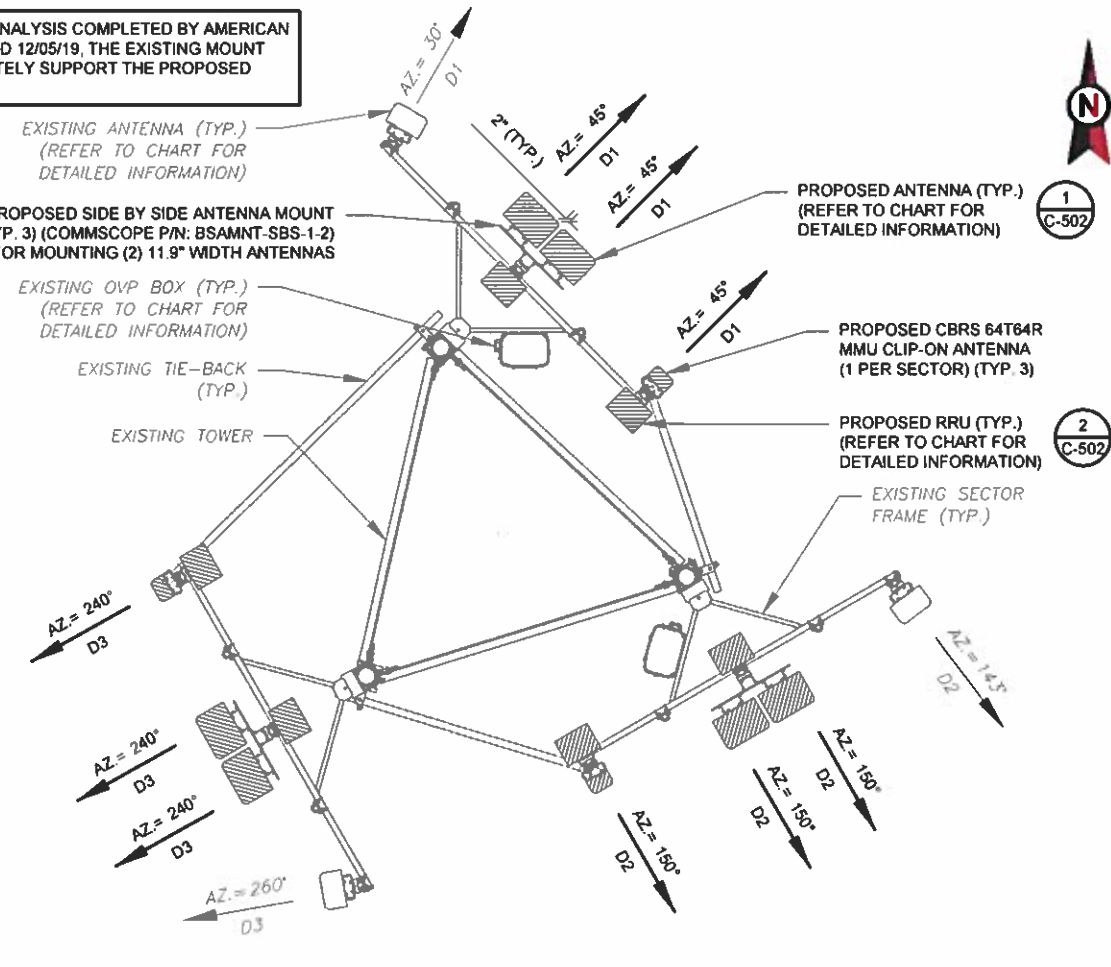 NALYSIS COMPLETED BY AMERICAN
D 12/05/19, THE EXISTING MOUNT
TELY SUPPORT THE PROPOSED
AZ.= 30°
D1
EXISTING ANTENNA (TYP.)
(REFER TO CHART FOR
DETAILED INFORMATION)
2" (TYP.)
AZ.= 45°
D1
AZ.= 45°
D1
N
PROPOSED ANTENNA (TYP.)
(REFER TO CHART FOR
DETAILED INFORMATION)
1
C-502
ROPOSED SIDE BY SIDE ANTENNA MOUNT
YP. 3) (COMMSCOPE P/N: BSAMNT-SBS-1-2)
OR MOUNTING (2) 11.9" WIDTH ANTENNAS
EXISTING OVP BOX (TYP.)
(REFER TO CHART FOR
DETAILED INFORMATION)
AZ.= 45°
D1
PROPOSED CBRS 64T64R
MMU CLIP-ON ANTENNA
(1 PER SECTOR) (TYP. 3)
EXISTING TIE-BACK
(TYP.)
PROPOSED RRU (TYP.)
(REFER TO CHART FOR
DETAILED INFORMATION)
2
C-502
EXISTING TOWER
EXISTING SECTOR
FRAME (TYP.)
AZ.= 240°
D3
AZ.= 143°
D2
AZ.= 240°
D3
AZ.= 150°
D2
AZ.= 150°
D2
AZ.= 240°
D3
AZ.= 150°
D2
AZ.= 260°
D3